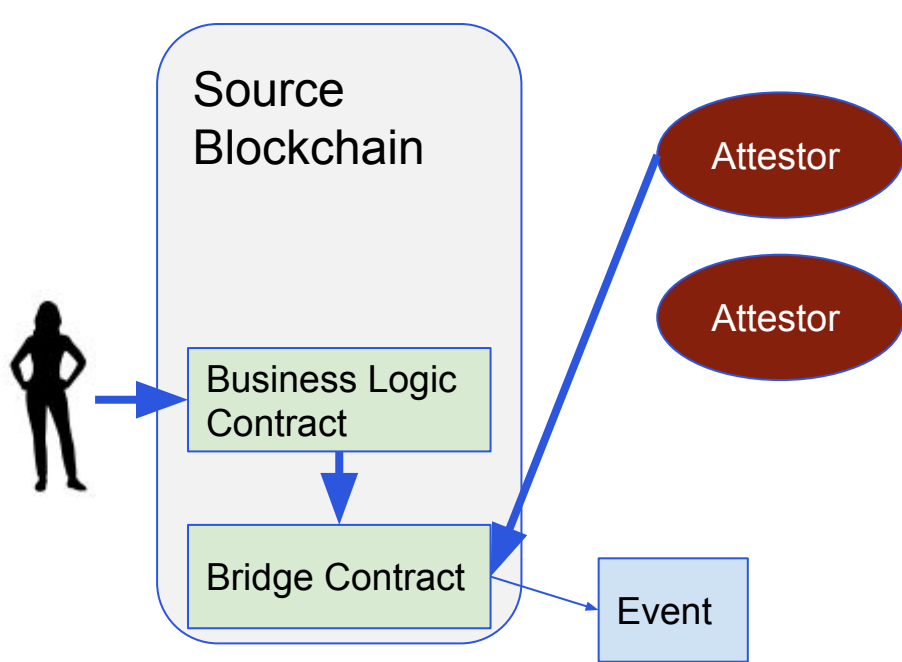 Source
Blockchain
Attestor
Attestor
Business Logic
Contract
Bridge Contract
Event